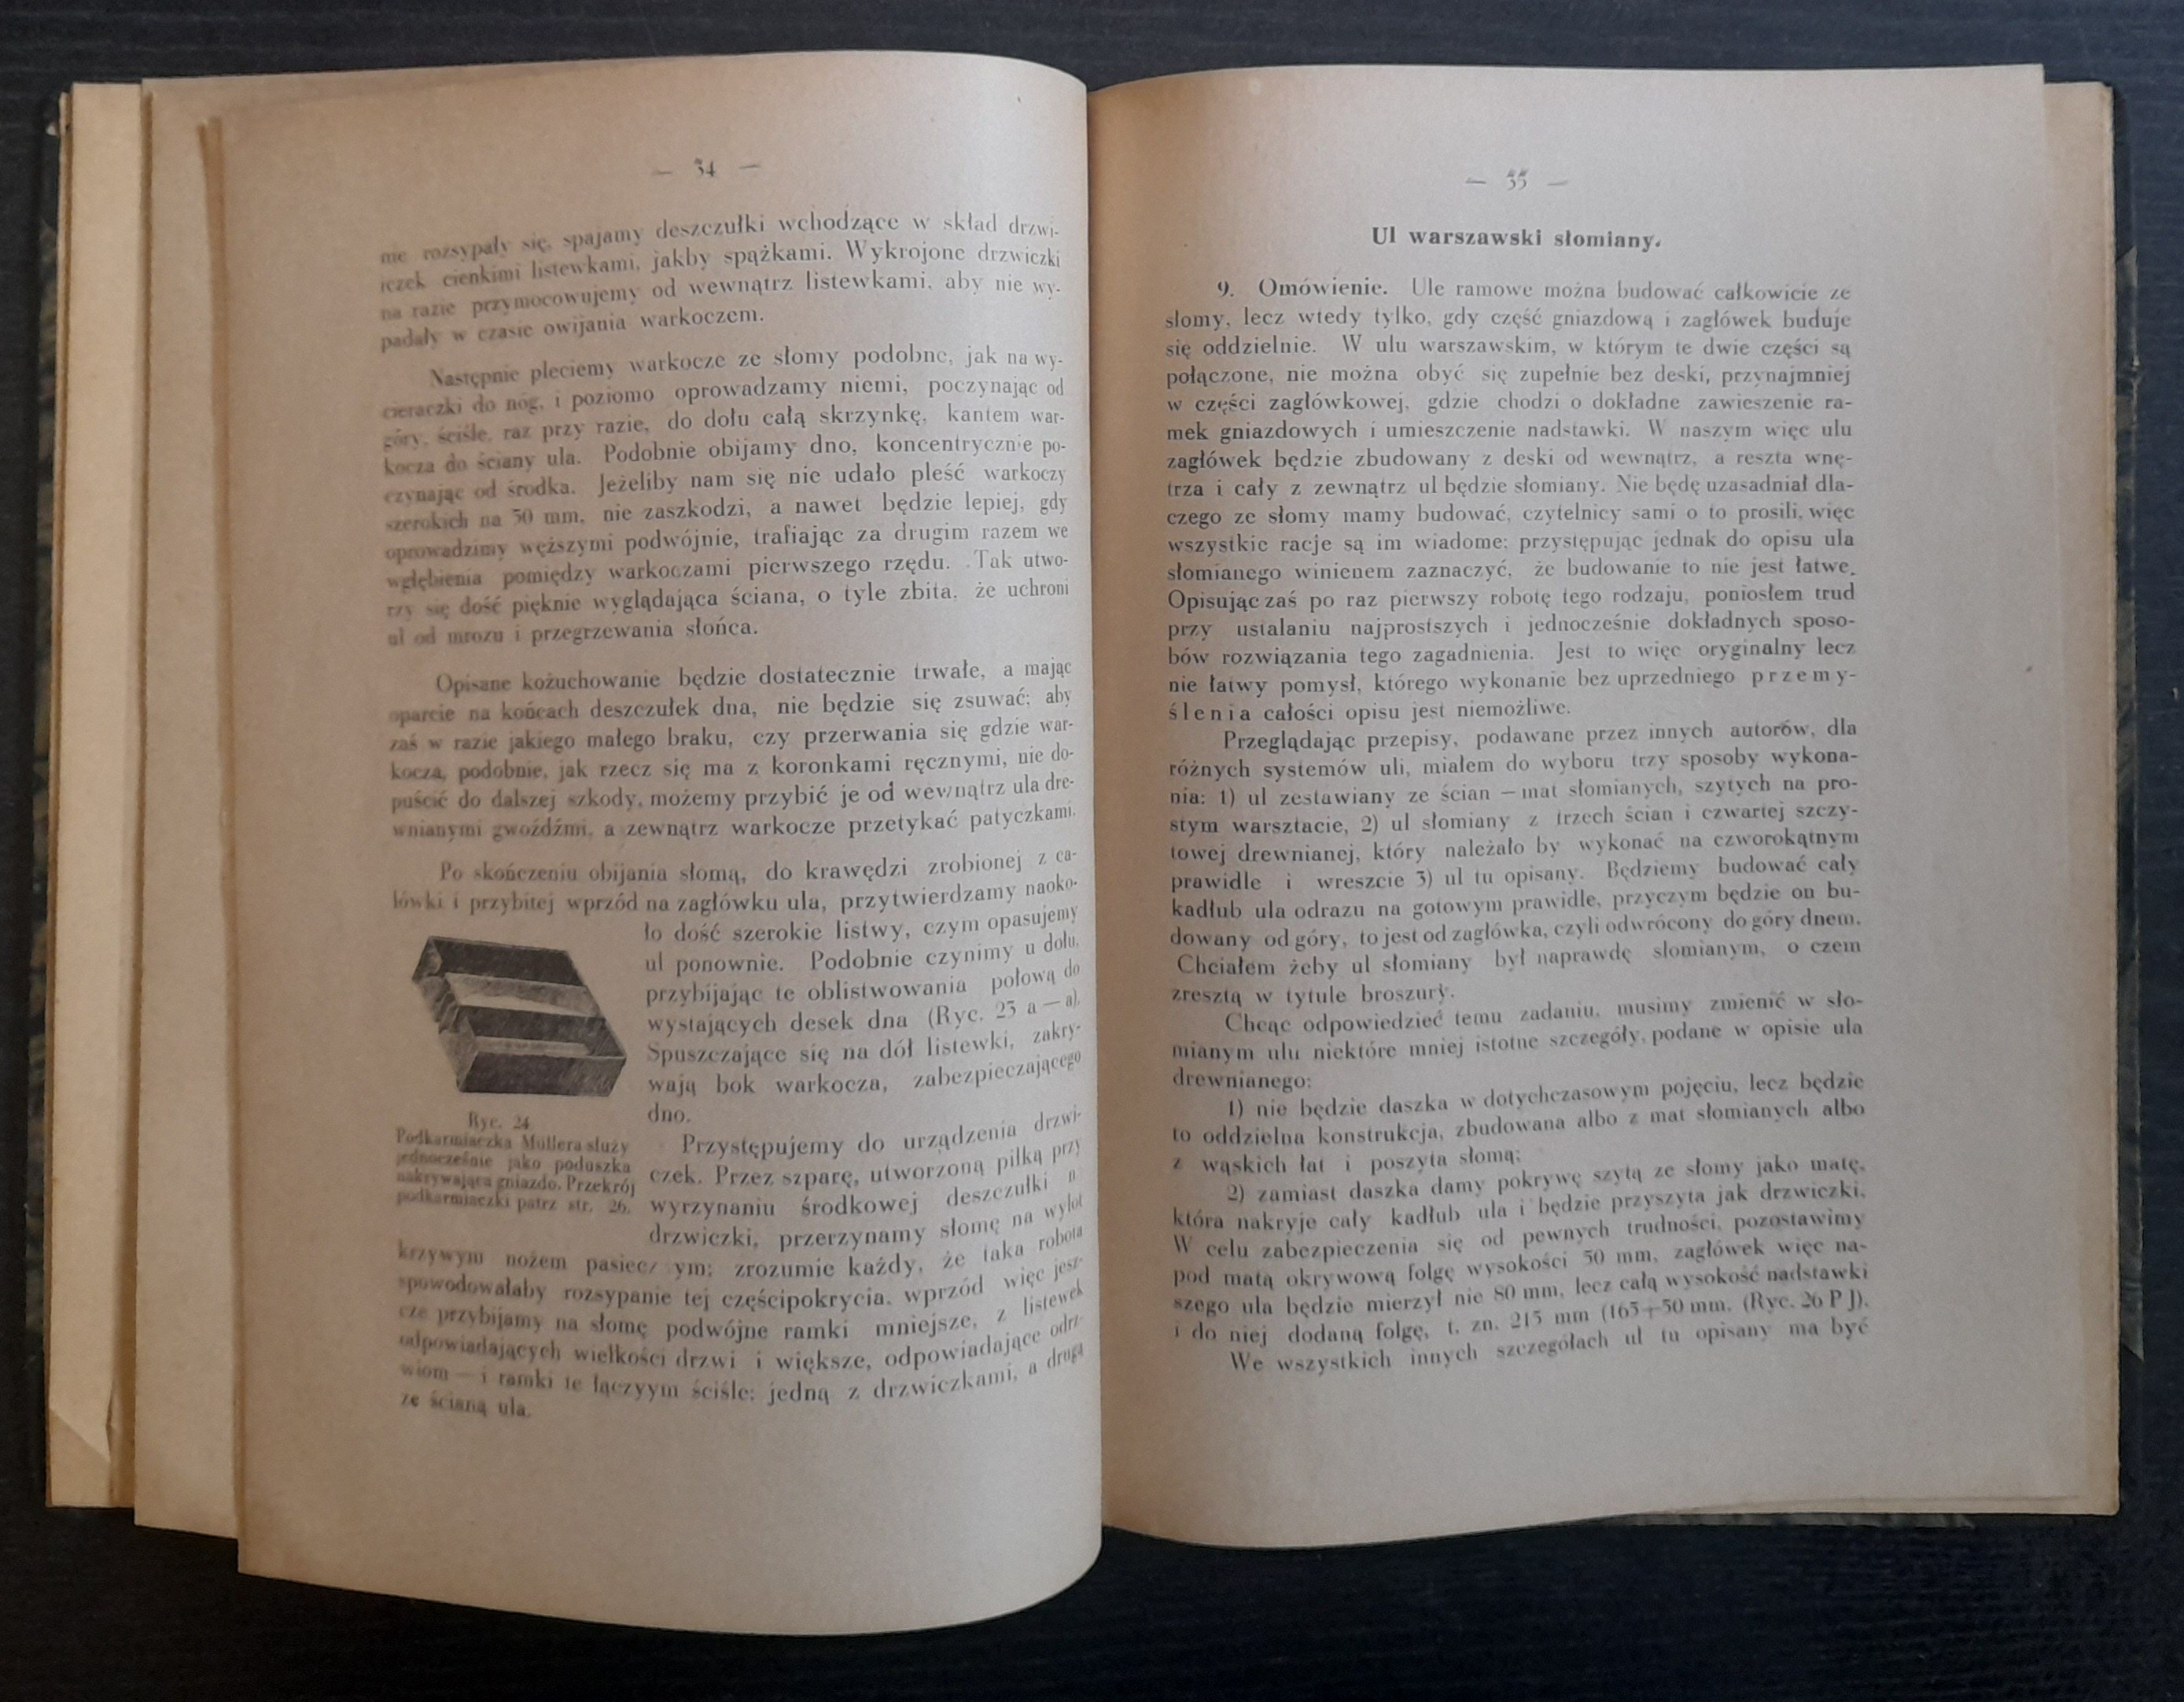 — 34 —
nie rozsypały się, spajamy deszczułki wchodzące w skład drzwi-
iczek cienkimi listewkami, jakby spążkami. Wykrojone drzwiczki
na razie przymocowujemy od wewnątrz listewkami, aby nie wy-
padały w czasie owijania warkoczem.
Następnie pleciemy warkocze ze słomy podobne, jak na wy-
cieraczki do nóg, i poziomo oprowadzamy niemi, poczynając od
góry, ściśle, raz przy razie, do dołu całą skrzynkę, kantem war-
kocza do ściany ula. Podobnie obijamy dno, koncentrycznie po-
czynając od środka. Jeżeliby nam się nie udało pleść warkoczy
szerokich na 50 mm, nie zaszkodzi, a nawet będzie lepiej, gdy
oprowadzimy węższymi podwójnie, trafiając za drugim razem we
wgłębienia pomiędzy warkoczami pierwszego rzędu. Tak utwo-
rzy się dość pięknie wyglądająca ściana, o tyle zbita, że uchroni
ul od mrozu i przegrzewania słońca.
Opisane kożuchowanie będzie dostatecznie trwałe, a mając
oparcie na końcach deszczułek dna, nie będzie się zsuwać; aby
zaś w razie jakiego małego braku, czy przerwania się gdzie war-
kocza, podobnie, jak rzecz się ma z koronkami ręcznymi, nie do-
puścić do dalszej szkody, możemy przybić je od wewnątrz ula dre-
wnianymi gwoździmi, a zewnątrz warkocze przetykać patyczkami.
Po skończeniu obijania słomą, do krawędzi zrobionej z ca-
lówki i przybitej wprzód na zagłówku ula, przytwierdzamy naoko-
ło dość szerokie listwy, czym opasujemy
ul ponownie. Podobnie czynimy u dołu,
przybijając te oblistwowania połową do
wystających desek dna (Ryc. 23 a — a).
Spuszczające się na dół listewki, zakry-
wają bok warkocza, zabezpieczającego
dno.
Ryc. 24
Podkarmiaczka Müllera służy
jednocześnie jako poduszka
nakrywająca gniazdo. Przekrój
podkarmiaczki patrz str. 26.
Przystępujemy do urządzenia drzwi-
czek. Przez szparę, utworzoną piłką przy
wyrzynaniu środkowej deszczułki n
drzwiczki, przerzynamy słomę na wylot
krzywym nożem pasiecz ym; zrozumie każdy, że taka robota
spowodowałaby rozsypanie tej częścipokrycia, wprzód więc jesz-
cze przybijamy na słomę podwójne ramki mniejsze, z listewek
odpowiadających wielkości drzwi i większe, odpowiadające odrz-
wiom — i ramki te łączyym ściśle; jedną z drzwiczkami, a drugą
ze ścianą ula.
— 35 —
Ul warszawski słomiany.
9. Omówienie. Ule ramowe można budować całkowicie ze
słomy, lecz wtedy tylko, gdy część gniazdową i zagłówek buduje
się oddzielnie. W ulu warszawskim, w którym te dwie części są
połączone, nie można obyć się zupełnie bez deski, przynajmniej
w części zagłówkowej, gdzie chodzi o dokładne zawieszenie ra-
mek gniazdowych i umieszczenie nadstawki. W naszym więc ulu
zagłówek będzie zbudowany z deski od wewnątrz, a reszta wnę-
trza i cały z zewnątrz ul będzie słomiany. Nie będę uzasadniał dla-
czego ze słomy mamy budować, czytelnicy sami o to prosili, więc
wszystkie racje są im wiadome; przystępując jednak do opisu ula
słomianego winienem zaznaczyć, że budowanie to nie jest łatwe.
Opisując zaś po raz pierwszy robotę tego rodzaju, poniosłem trud
przy ustalaniu najprostszych i jednocześnie dokładnych sposo-
bów rozwiązania tego zagadnienia. Jest to więc oryginalny lecz
nie łatwy pomysł, którego wykonanie bez uprzedniego przemy-
ślenia całości opisu jest niemożliwe.
Przeglądając przepisy, podawane przez innych autorów, dla
różnych systemów uli, miałem do wyboru trzy sposoby wykona-
nia: 1) ul zestawiany ze ścian — mat słomianych, szytych na pro-
stym warsztacie, 2) ul słomiany z trzech ścian i czwartej szczy-
towej drewnianej, który należało by wykonać na czworokątnym
prawidle i wreszcie 3) ul tu opisany. Będziemy budować cały
kadłub ula odrazu na gotowym prawidle, przyczym będzie on bu-
dowany od góry, to jest od zagłówka, czyli odwrócony do góry dnem.
Chciałem żeby ul słomiany był naprawdę słomianym, o czem
zresztą w tytule broszury.
Chcąc odpowiedzieć temu zadaniu, musimy zmienić w sło-
mianym ulu niektóre mniej istotne szczegóły, podane w opisie ula
drewnianego:
1) nie będzie daszka w dotychczasowym pojęciu, lecz będzie
to oddzielna konstrukcja, zbudowana albo z mat słomianych albo
z wąskich łat i poszyta słomą;
2) zamiast daszka damy pokrywę szytą ze słomy jako matę,
która nakryje cały kadłub ula i będzie przyszyta jak drzwiczki.
W celu zabezpieczenia się od pewnych trudności, pozostawimy
pod matą okrywową folgę wysokości 50 mm, zagłówek więc na-
szego ula będzie mierzył nie 80 mm, lecz całą wysokość nadstawki
i do niej dodaną folgę, t. zn. 215 mm (165+50 mm. (Ryc. 26 P J).
We wszystkich innych szczegółach ul tu opisany ma być